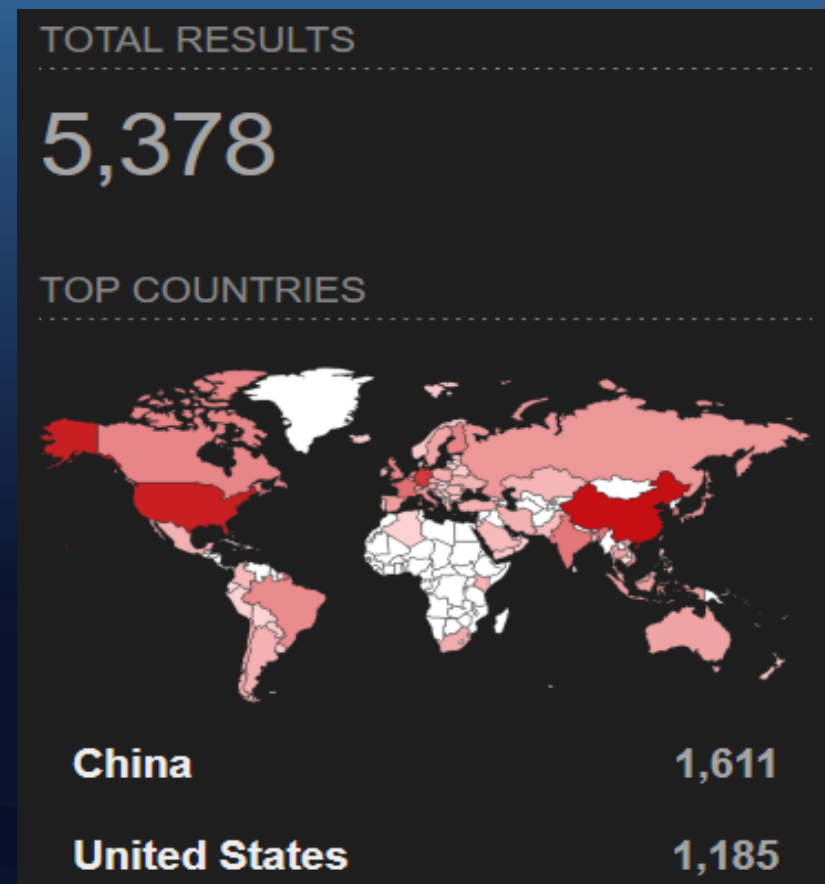 TOTAL RESULTS
5,378
TOP COUNTRIES
China 1,611
United States 1,185